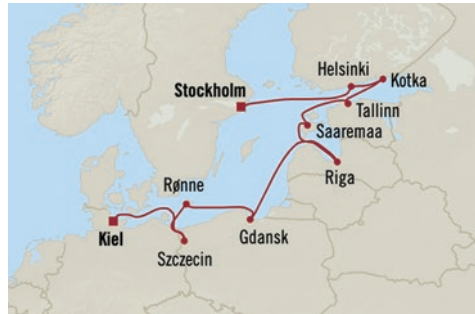 Helsinki
Kotka
Stockholm
Tallinn
Saaremaa
Riga
Rønne
Kiel
Gdansk
Szczecin